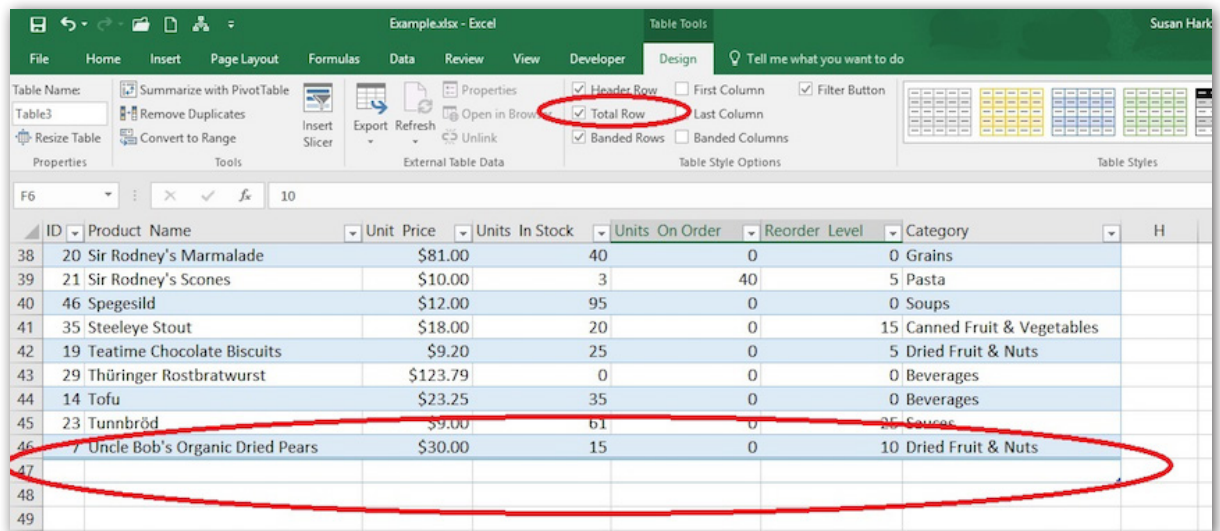 Example.xlsx - Excel Table Tools Susan Hark
File Home Insert Page Layout Formulas Data Review View Developer Design Tell me what you want to do
Table Name: Summarize with PivotTable Properties Header Row First Column Filter Button
Table3 Remove Duplicates Insert Slicer Export Refresh Open in Browser Total Row Last Column
Resize Table Convert to Range Unlink Banded Rows Banded Columns
Properties Tools External Table Data Table Style Options Table Styles
F6 fx 10
ID Product Name Unit Price Units In Stock Units On Order Reorder Level Category H
38 20 Sir Rodney's Marmalade $81.00 40 0 0 Grains
39 21 Sir Rodney's Scones $10.00 3 40 5 Pasta
40 46 Spegesild $12.00 95 0 0 Soups
41 35 Steeleye Stout $18.00 20 0 15 Canned Fruit & Vegetables
42 19 Teatime Chocolate Biscuits $9.20 25 0 5 Dried Fruit & Nuts
43 29 Thüringer Rostbratwurst $123.79 0 0 0 Beverages
44 14 Tofu $23.25 35 0 0 Beverages
45 23 Tunnbröd $9.00 61 0 25 Sauces
46 7 Uncle Bob's Organic Dried Pears $30.00 15 0 10 Dried Fruit & Nuts
47
48
49